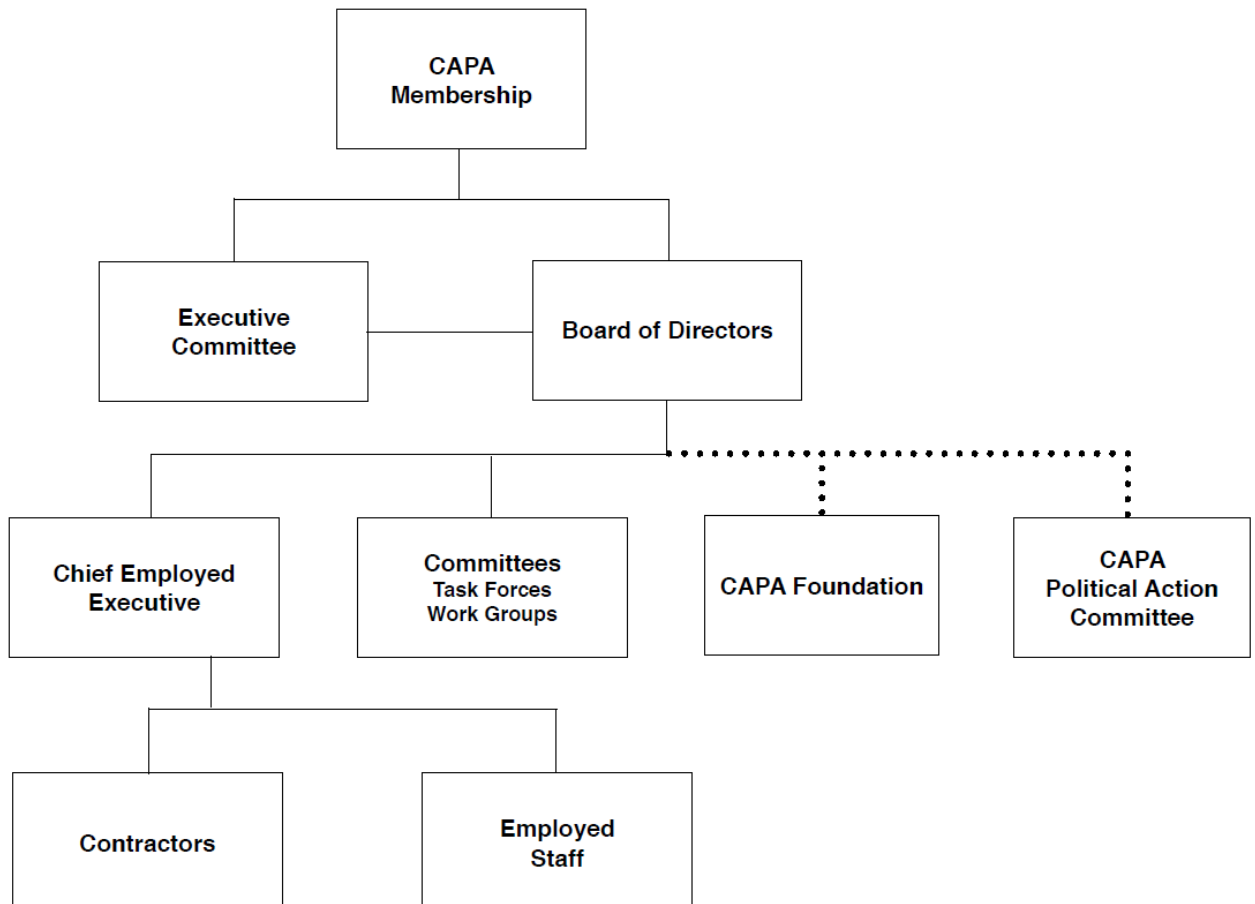 CAPA
Membership
Executive
Committee
Board of Directors
Chief Employed
Executive
Committees
Task Forces
Work Groups
CAPA Foundation
CAPA
Political Action
Committee
Contractors
Employed
Staff